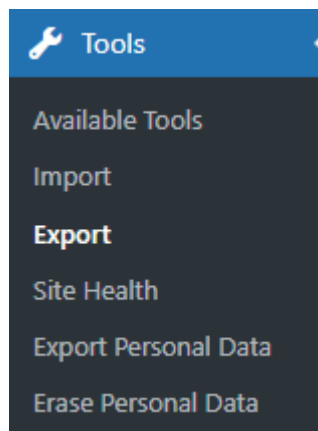 Tools
Available Tools
Import
Export
Site Health
Export Personal Data
Erase Personal Data